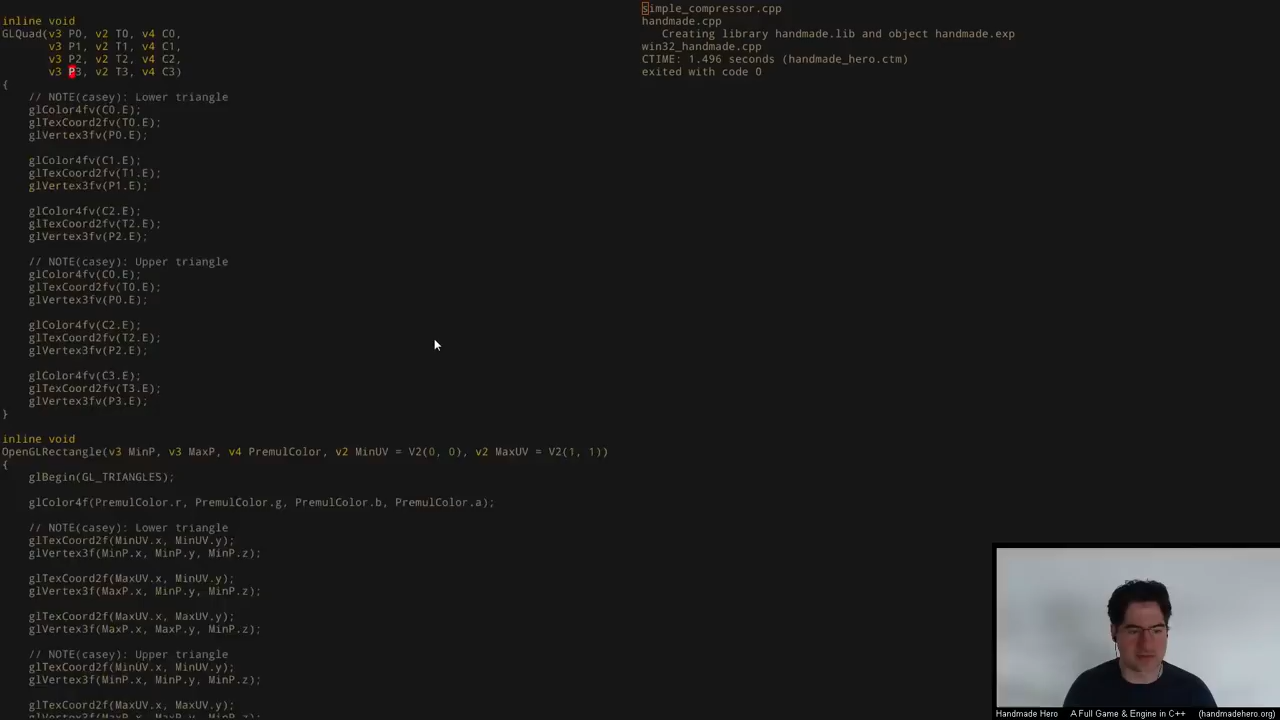 inline void
GLQuad(v3 P0, v2 T0, v4 C0,
v3 P1, v2 T1, v4 C1,
v3 P2, v2 T2, v4 C2,
v3 P3, v2 T3, v4 C3)
{
// NOTE(casey): Lower triangle
glColor4fv(C0.E);
glTexCoord2fv(T0.E);
glVertex3fv(P0.E);
glColor4fv(C1.E);
glTexCoord2fv(T1.E);
glVertex3fv(P1.E);
glColor4fv(C2.E);
glTexCoord2fv(T2.E);
glVertex3fv(P2.E);
// NOTE(casey): Upper triangle
glColor4fv(C0.E);
glTexCoord2fv(T0.E);
glVertex3fv(P0.E);
glColor4fv(C2.E);
glTexCoord2fv(T2.E);
glVertex3fv(P2.E);
glColor4fv(C3.E);
glTexCoord2fv(T3.E);
glVertex3fv(P3.E);
}
inline void
OpenGLRectangle(v3 MinP, v3 MaxP, v4 PremulColor, v2 MinUV = V2(0, 0), v2 MaxUV = V2(1, 1))
{
glBegin(GL_TRIANGLES);
glColor4f(PremulColor.r, PremulColor.g, PremulColor.b, PremulColor.a);
// NOTE(casey): Lower triangle
glTexCoord2f(MinUV.x, MinUV.y);
glVertex3f(MinP.x, MinP.y, MinP.z);
glTexCoord2f(MaxUV.x, MinUV.y);
glVertex3f(MaxP.x, MinP.y, MinP.z);
glTexCoord2f(MaxUV.x, MaxUV.y);
glVertex3f(MaxP.x, MaxP.y, MinP.z);
// NOTE(casey): Upper triangle
glTexCoord2f(MinUV.x, MinUV.y);
glVertex3f(MinP.x, MinP.y, MinP.z);
glTexCoord2f(MaxUV.x, MaxUV.y);
glVertex3f(MaxP.x, MaxP.y, MinP.z);
simple_compressor.cpp
handmade.cpp
Creating library handmade.lib and object handmade.exp
win32_handmade.cpp
CTIME: 1.496 seconds (handmade_hero.ctm)
exited with code 0
Handmade Hero A Full Game & Engine in C++ (handmadehero.org)